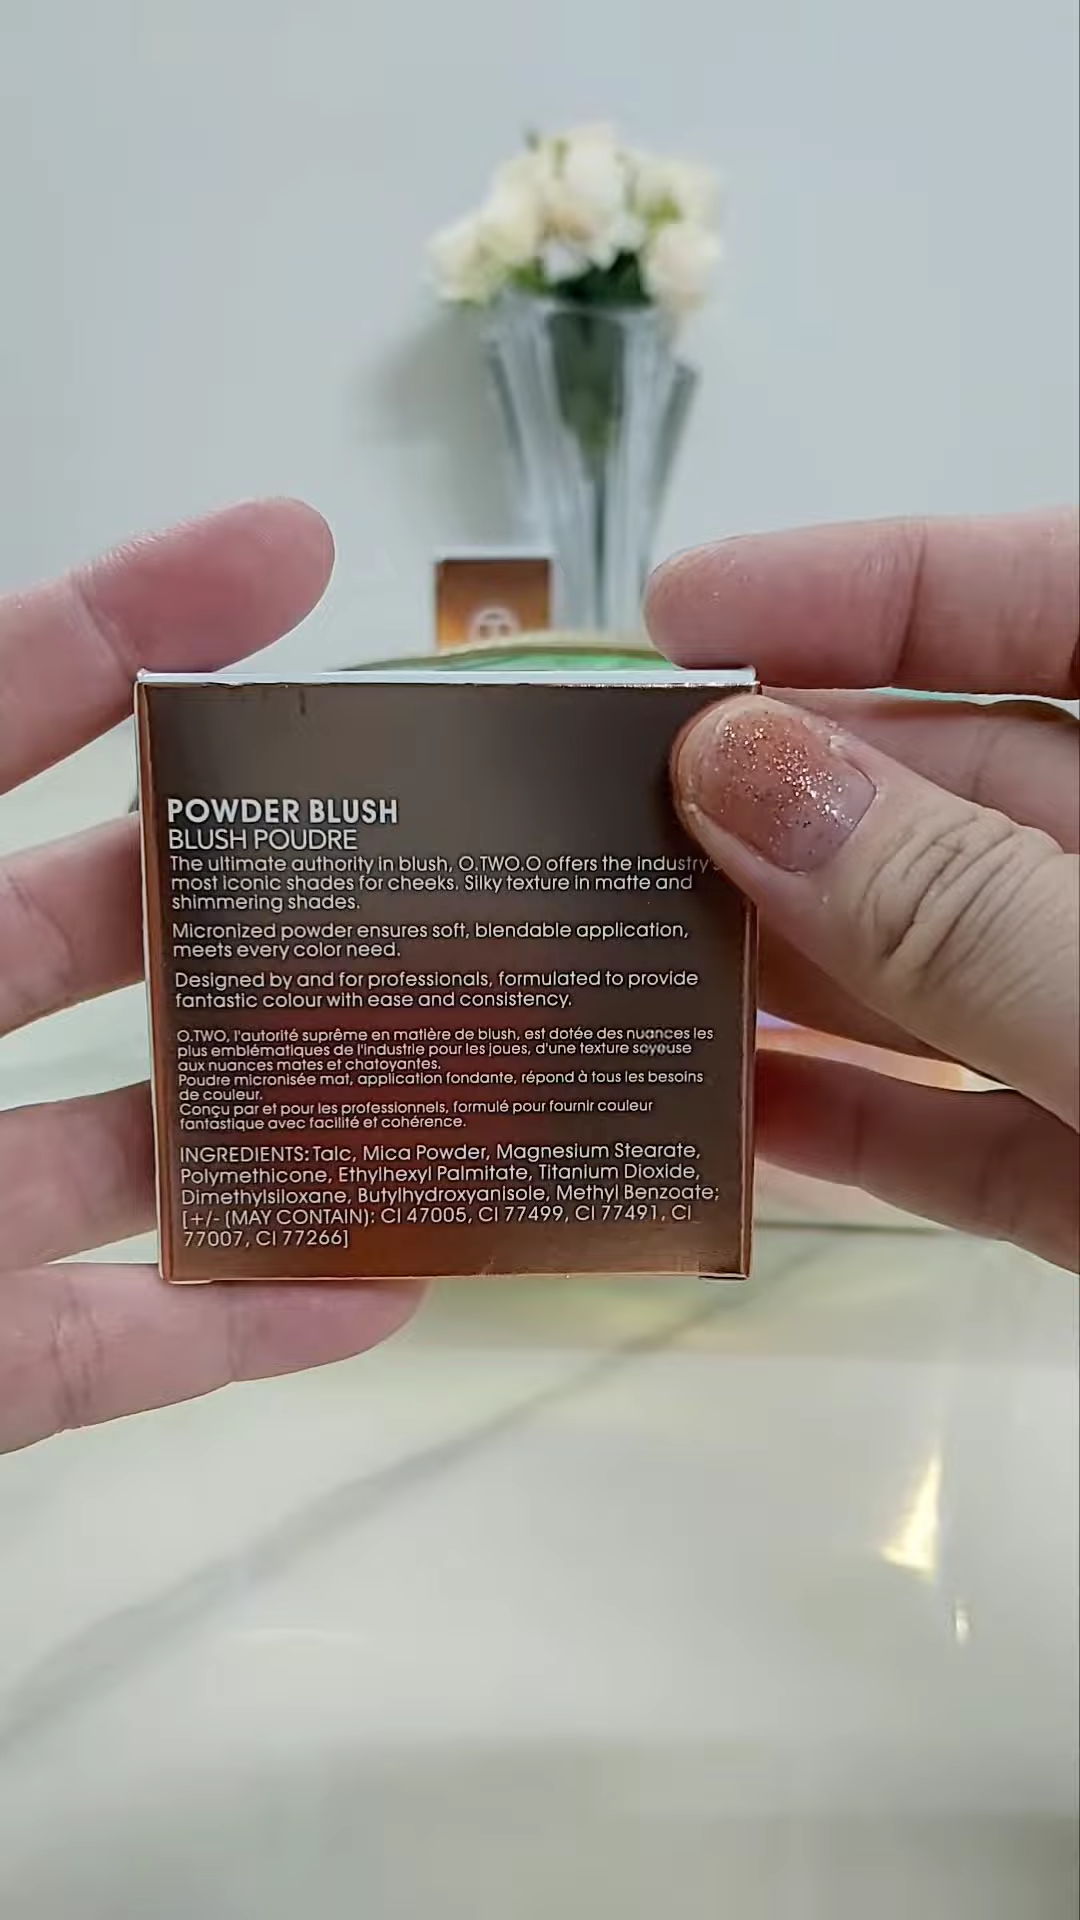 POWDER BLUSH
BLUSH POUDRE
The ultimate authority in blush, O.TWO.O offers the industry's
most iconic shades for cheeks. Silky texture in matte and
shimmering shades.
Micronized powder ensures soft, blendable application,
meets every color need.
Designed by and for professionals, formulated to provide
fantastic colour with ease and consistency.
O.TWO, l'autorité suprême en matière de blush, est dotée des nuances les
plus emblématiques de l'industrie pour les joues, d'une texture soyeuse
aux nuances mates et chatoyantes.
Poudre micronisée mat, application fondante, répond à tous les besoins
de couleur.
Conçu par et pour les professionnels, formulé pour fournir couleur
fantastique avec facilité et cohérence.
INGREDIENTS: Talc, Mica Powder, Magnesium Stearate,
Polymethicone, Ethylhexyl Palmitate, Titanium Dioxide,
Dimethylsiloxane, Butylhydroxyanisole, Methyl Benzoate;
[+/- (MAY CONTAIN): CI 47005, CI 77499, CI 77491, CI
77007, CI 77266]